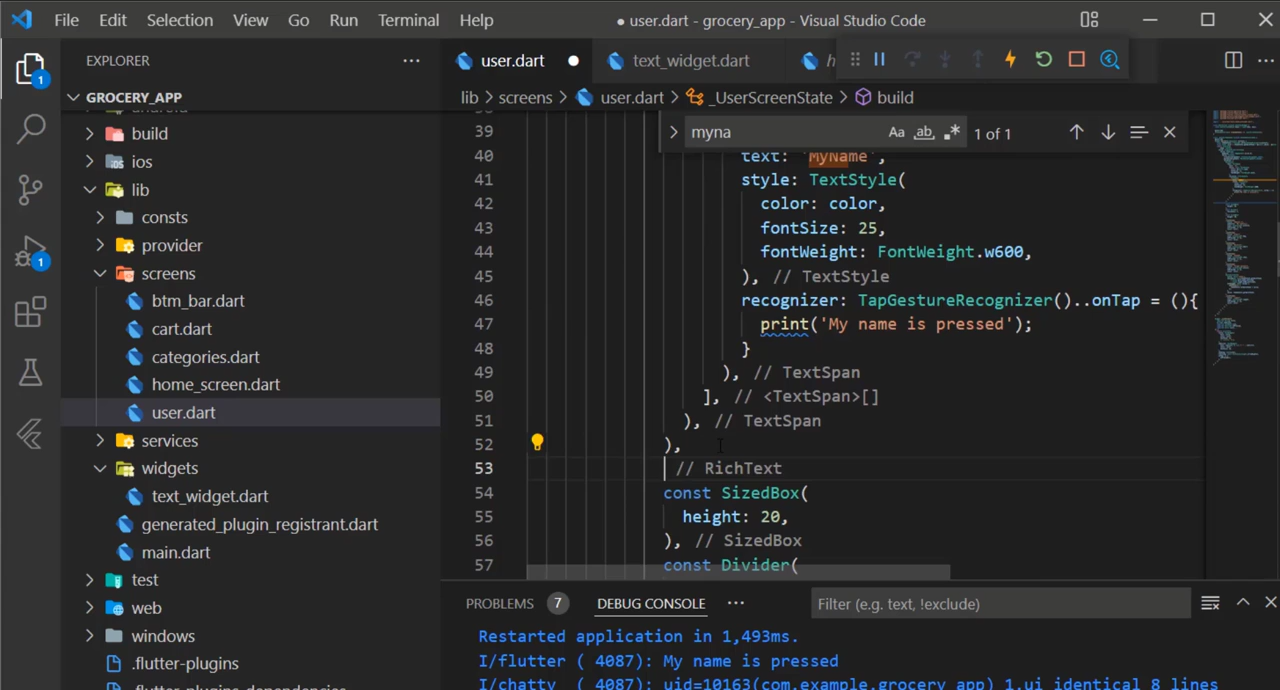 File Edit Selection View Go Run Terminal Help
● user.dart - grocery_app - Visual Studio Code
EXPLORER
1
GROCERY_APP
build
ios
lib
consts
provider
screens
btm_bar.dart
cart.dart
categories.dart
home_screen.dart
user.dart
services
widgets
text_widget.dart
generated_plugin_registrant.dart
main.dart
test
web
windows
.flutter-plugins
1
user.dart ●
text_widget.dart
lib > screens > user.dart > _UserScreenState > build
myna
Aa ab .*
1 of 1
39
40 text: 'MyName',
41 style: TextStyle(
42 color: color,
43 fontSize: 25,
44 fontWeight: FontWeight.w600,
45 ), // TextStyle
46 recognizer: TapGestureRecognizer()..onTap = (){
47 print('My name is pressed');
48 }
49 ), // TextSpan
50 ], // <TextSpan>[]
51 ), // TextSpan
52 ),
53 // RichText
54 const SizedBox(
55 height: 20,
56 ), // SizedBox
57 const Divider(
PROBLEMS 7 DEBUG CONSOLE ...
Filter (e.g. text, !exclude)
Restarted application in 1,493ms.
I/flutter ( 4087): My name is pressed
I/chatty ( 4087): uid=10163(com.example.grocery_app) 1.ui identical 8 lines